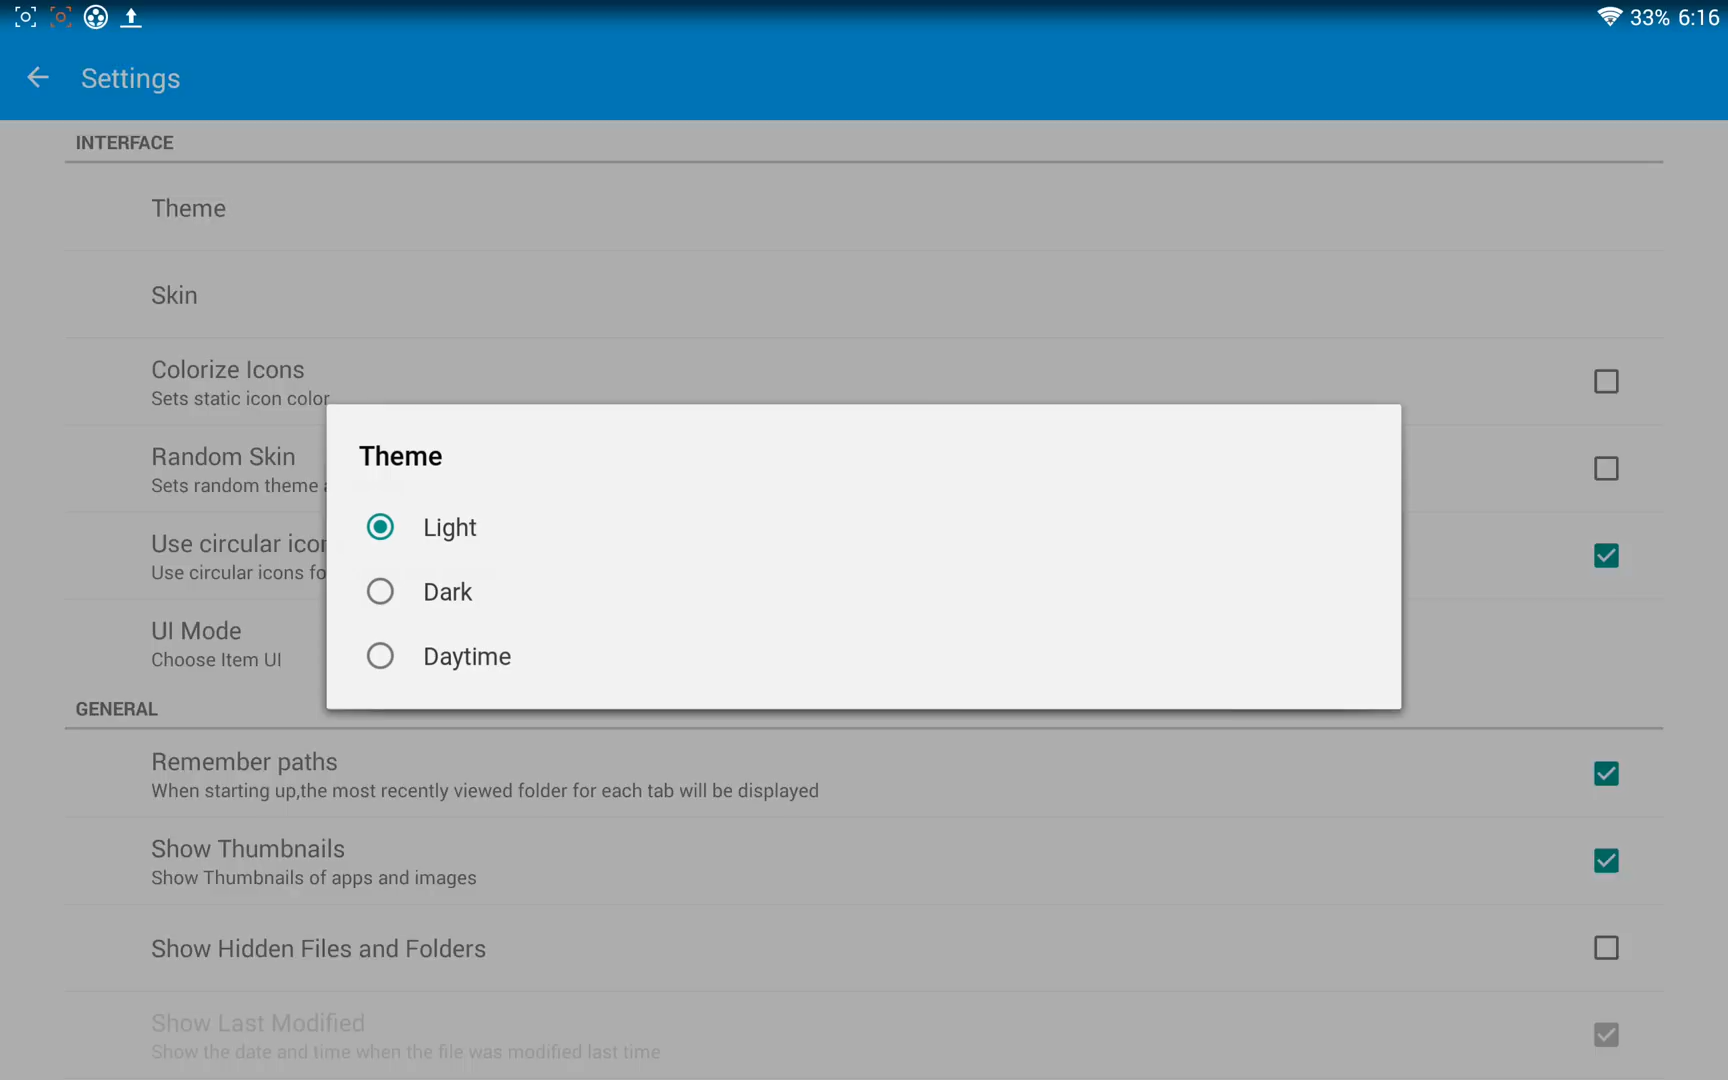 33% 6:16
Settings
INTERFACE
Theme
Skin
Colorize Icons
Sets static icon color
Random Skin
Sets random theme
Use circular icon
Use circular icons fo
UI Mode
Choose Item UI
Theme
Light
Dark
Daytime
GENERAL
Remember paths
When starting up,the most recently viewed folder for each tab will be displayed
Show Thumbnails
Show Thumbnails of apps and images
Show Hidden Files and Folders
Show Last Modified
Show the date and time when the file was modified last time